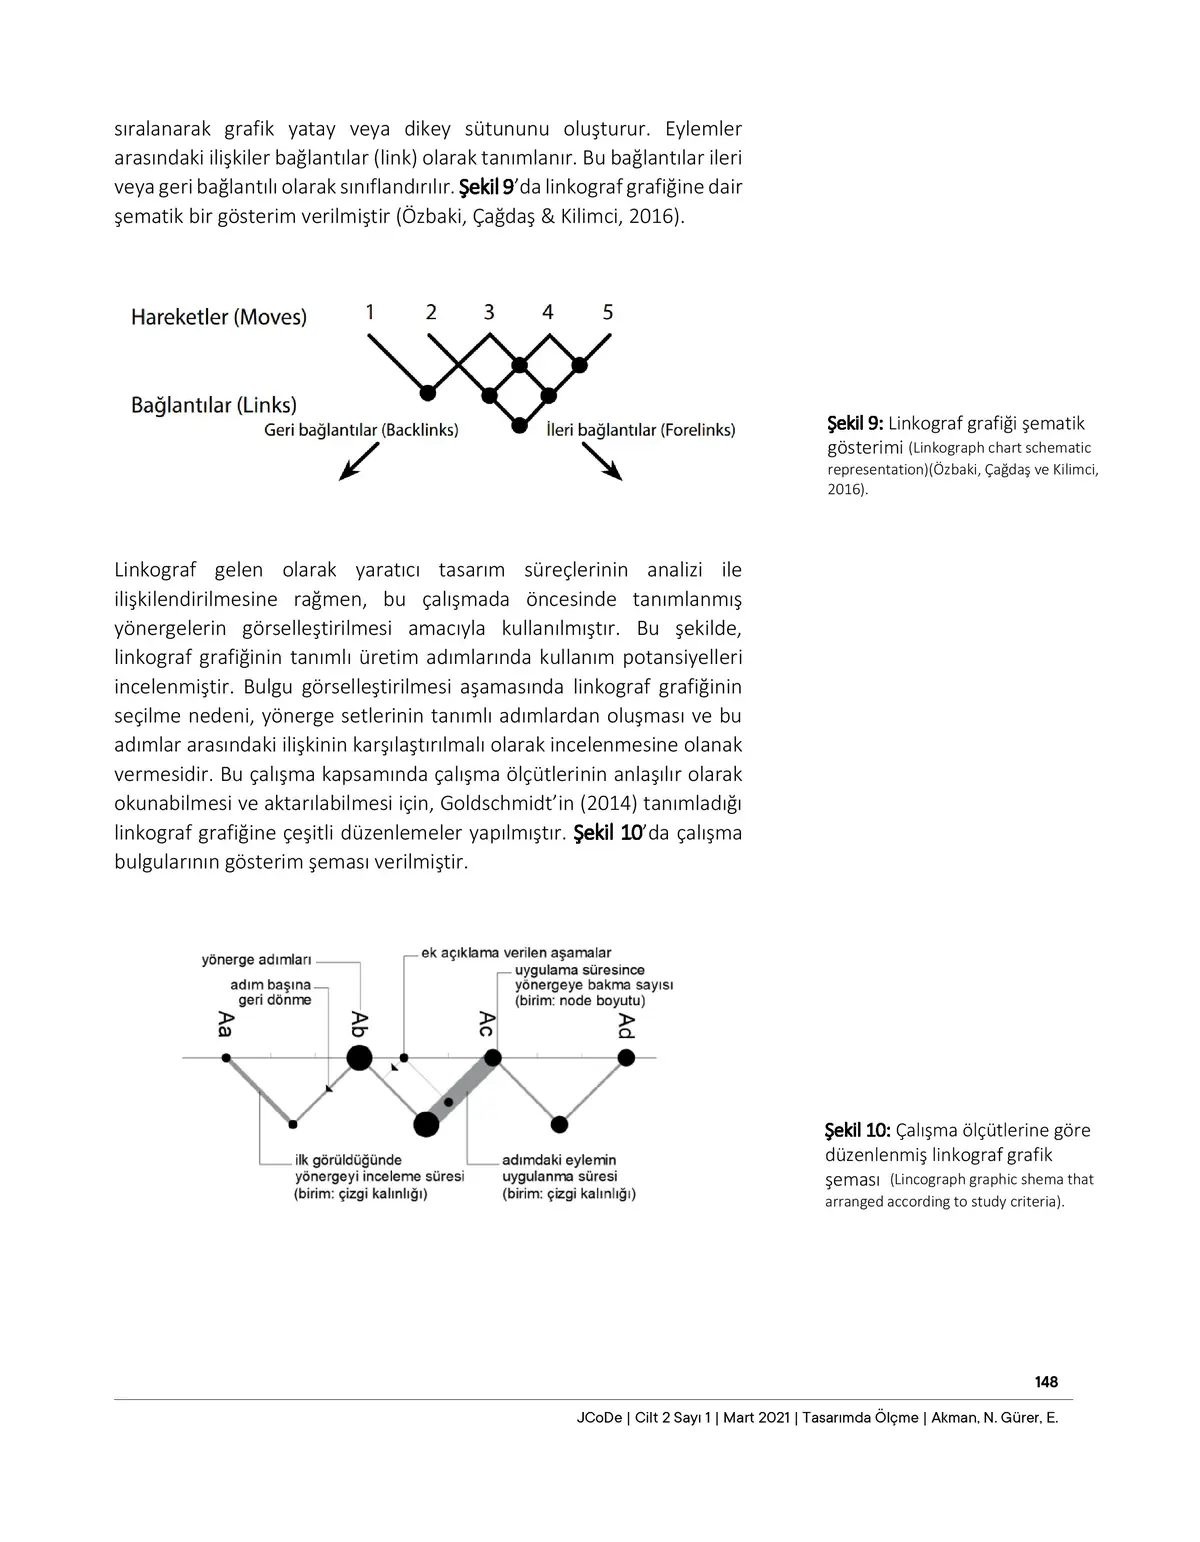 sıralanarak grafik yatay veya dikey sütununu oluşturur. Eylemler
arasındaki ilişkiler bağlantılar (link) olarak tanımlanır. Bu bağlantılar ileri
veya geri bağlantılı olarak sınıflandırılır. Şekil 9’da linkograf grafiğine dair
şematik bir gösterim verilmiştir (Özbaki, Çağdaş & Kilimci, 2016).
Hareketler (Moves) 1 2 3 4 5
Bağlantılar (Links)
Geri bağlantılar (Backlinks) İleri bağlantılar (Forelinks)
Şekil 9: Linkograf grafiği şematik
gösterimi (Linkograph chart schematic
representation)(Özbaki, Çağdaş ve Kilimci,
2016).
Linkograf gelen olarak yaratıcı tasarım süreçlerinin analizi ile
ilişkilendirilmesine rağmen, bu çalışmada öncesinde tanımlanmış
yönergelerin görselleştirilmesi amacıyla kullanılmıştır. Bu şekilde,
linkograf grafiğinin tanımlı üretim adımlarında kullanım potansiyelleri
incelenmiştir. Bulgu görselleştirilmesi aşamasında linkograf grafiğinin
seçilme nedeni, yönerge setlerinin tanımlı adımlardan oluşması ve bu
adımlar arasındaki ilişkinin karşılaştırılmalı olarak incelenmesine olanak
vermesidir. Bu çalışma kapsamında çalışma ölçütlerinin anlaşılır olarak
okunabilmesi ve aktarılabilmesi için, Goldschmidt’in (2014) tanımladığı
linkograf grafiğine çeşitli düzenlemeler yapılmıştır. Şekil 10’da çalışma
bulgularının gösterim şeması verilmiştir.
yönerge adımları
adım başına
geri dönme
ek açıklama verilen aşamalar
uygulama süresince
yönergeye bakma sayısı
(birim: node boyutu)
Aa
Ab
Ac
Ad
ilk görüldüğünde
yönergeyi inceleme süresi
(birim: çizgi kalınlığı)
adımdaki eylemin
uygulanma süresi
(birim: çizgi kalınlığı)
Şekil 10: Çalışma ölçütlerine göre
düzenlenmiş linkograf grafik
şeması (Lincograph graphic shema that
arranged according to study criteria).
148
JCoDe | Cilt 2 Sayı 1 | Mart 2021 | Tasarımda Ölçme | Akman, N. Gürer, E.